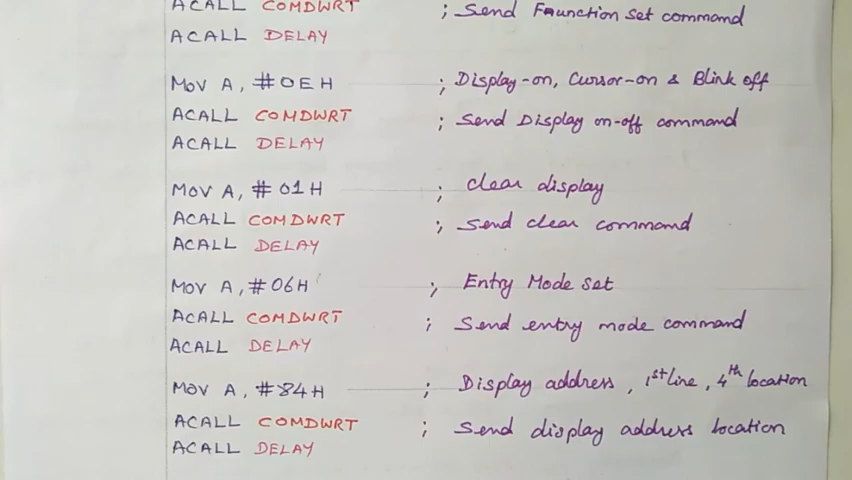 ACALL COMDWRT ; Send Faunction Set command
ACALL DELAY
Mov A, #0EH ; Display-on, Cursor-on & Blink off
ACALL COMDWRT ; Send Display on-off command
ACALL DELAY
Mov A, #01H ; clear display
ACALL COMDWRT ; Send clear command
ACALL DELAY
Mov A, #06H ; Entry Mode set
ACALL COMDWRT ; Send entry mode command
ACALL DELAY
Mov A, #84H ; Display address, 1st line, 4th location
ACALL COMDWRT ; Send display address location
ACALL DELAY